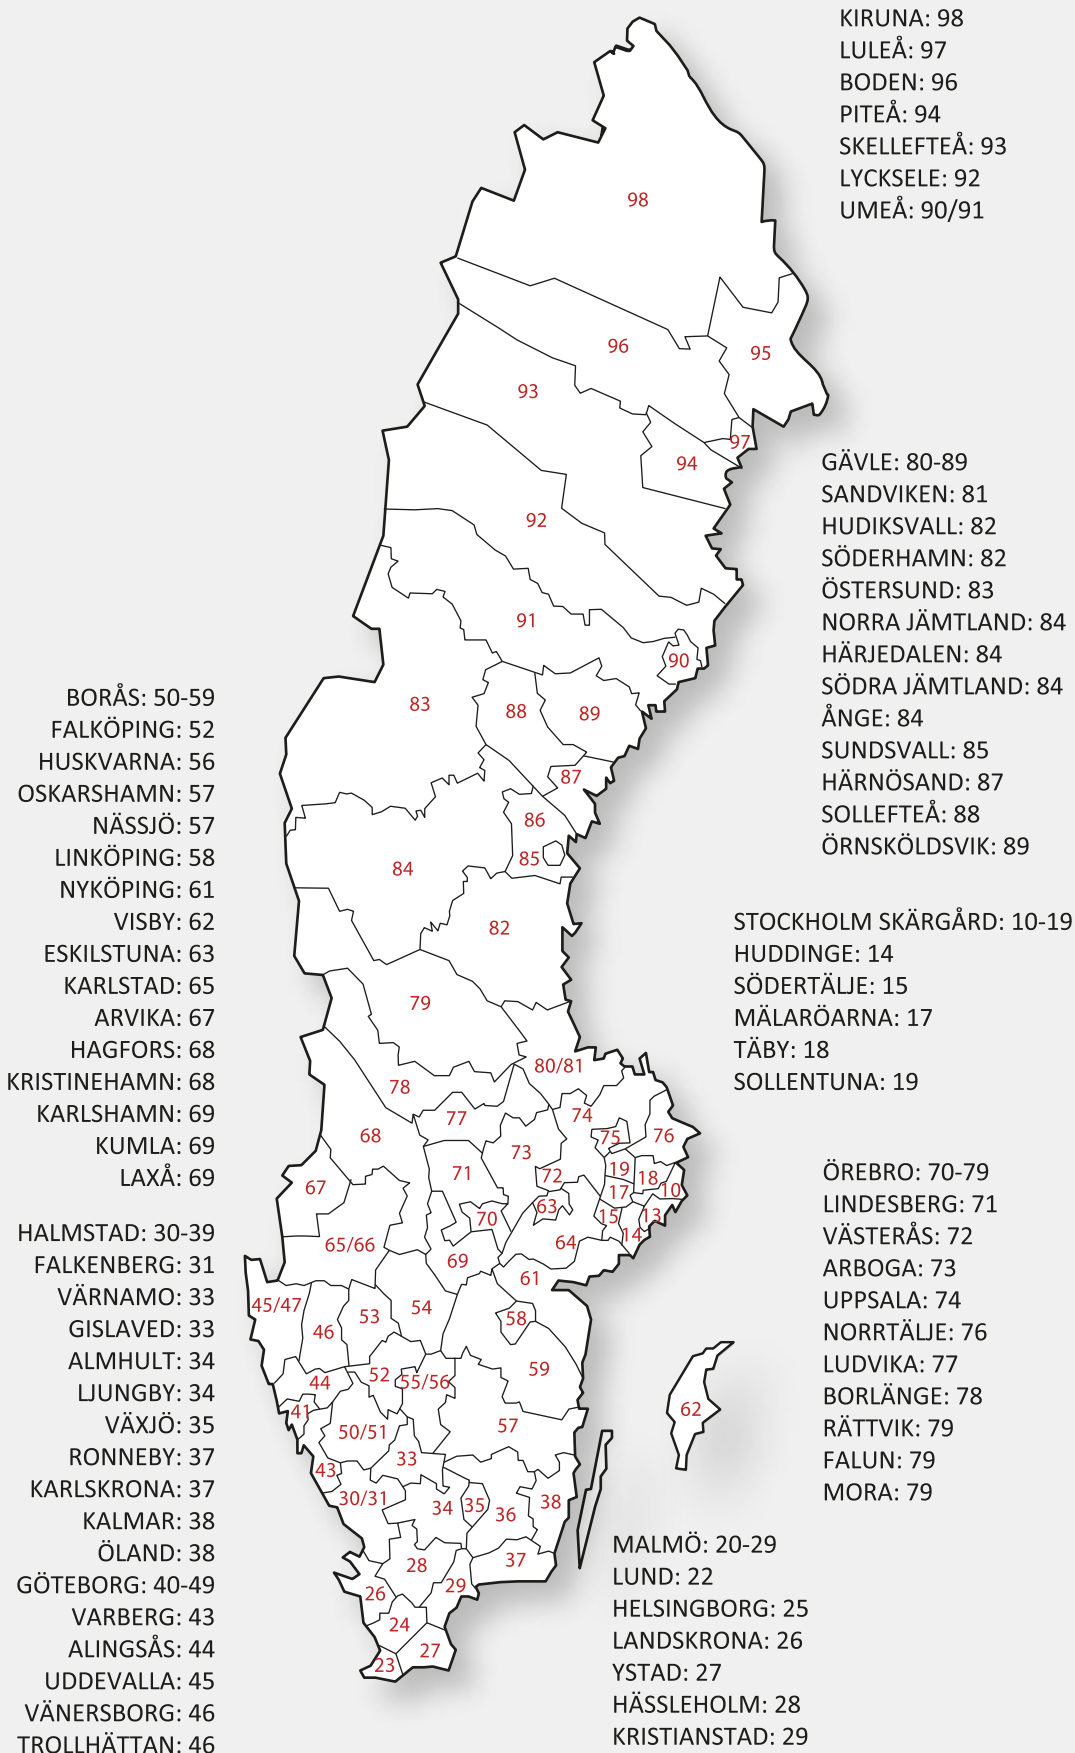 KIRUNA: 98
LULEÅ: 97
BODEN: 96
PITEÅ: 94
SKELLEFTEÅ: 93
LYCKSELE: 92
UMEÅ: 90/91
GÄVLE: 80-89
SANDVIKEN: 81
HUDIKSVALL: 82
SÖDERHAMN: 82
ÖSTERSUND: 83
NORRA JÄMTLAND: 84
HÄRJEDALEN: 84
SÖDRA JÄMTLAND: 84
ÅNGE: 84
SUNDSVALL: 85
HÄRNÖSAND: 87
SOLLEFTEÅ: 88
ÖRNSKÖLDSVIK: 89
BORÅS: 50-59
FALKÖPING: 52
HUSKVARNA: 56
OSKARSHAMN: 57
NÄSSJÖ: 57
LINKÖPING: 58
NYKÖPING: 61
VISBY: 62
ESKILSTUNA: 63
KARLSTAD: 65
ARVIKA: 67
HAGFORS: 68
KRISTINEHAMN: 68
KARLSHAMN: 69
KUMLA: 69
LAXÅ: 69
STOCKHOLM SKÄRGÅRD: 10-19
HUDDINGE: 14
SÖDERTÄLJE: 15
MÄLARÖARNA: 17
TÄBY: 18
SOLLENTUNA: 19
ÖREBRO: 70-79
LINDESBERG: 71
VÄSTERÅS: 72
ARBOGA: 73
UPPSALA: 74
NORRTÄLJE: 76
LUDVIKA: 77
BORLÄNGE: 78
RÄTTVIK: 79
FALUN: 79
MORA: 79
HALMSTAD: 30-39
FALKENBERG: 31
VÄRNAMO: 33
GISLAVED: 33
ALMHULT: 34
LJUNGBY: 34
VÄXJÖ: 35
RONNEBY: 37
KARLSKRONA: 37
KALMAR: 38
ÖLAND: 38
GÖTEBORG: 40-49
VARBERG: 43
ALINGSÅS: 44
UDDEVALLA: 45
VÄNERSBORG: 46
TROLLHÄTTAN: 46
MALMÖ: 20-29
LUND: 22
HELSINGBORG: 25
LANDSKRONA: 26
YSTAD: 27
HÄSSLEHOLM: 28
KRISTIANSTAD: 29
98
96
95
93
97
94
92
91
90
83
88
89
87
86
85
84
82
79
80/81
78
77
74
75
76
68
73
71
72
19
18
10
67
17
63
70
15
13
14
65/66
64
69
61
45/47
54
53
58
46
59
52
44
55/56
62
41
50/51
57
33
43
30/31
34
35
36
38
37
28
29
26
24
27
23